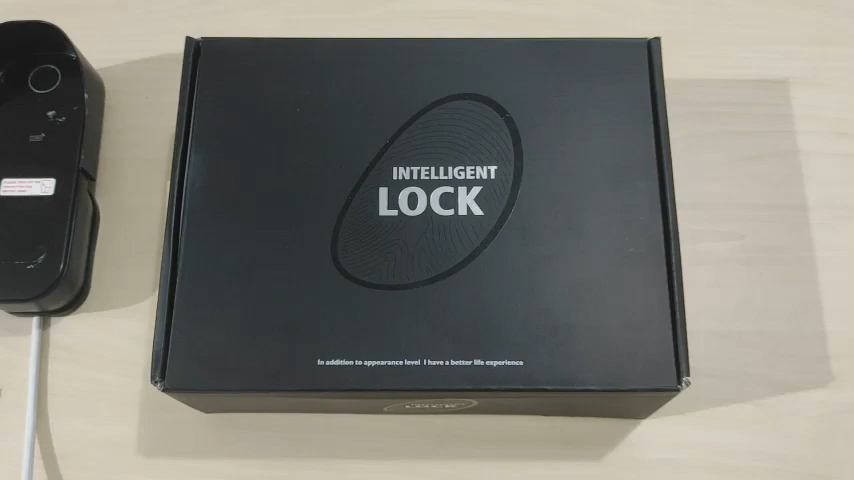 INTELLIGENT
LOCK
In addition to appearance level I have a better life experience